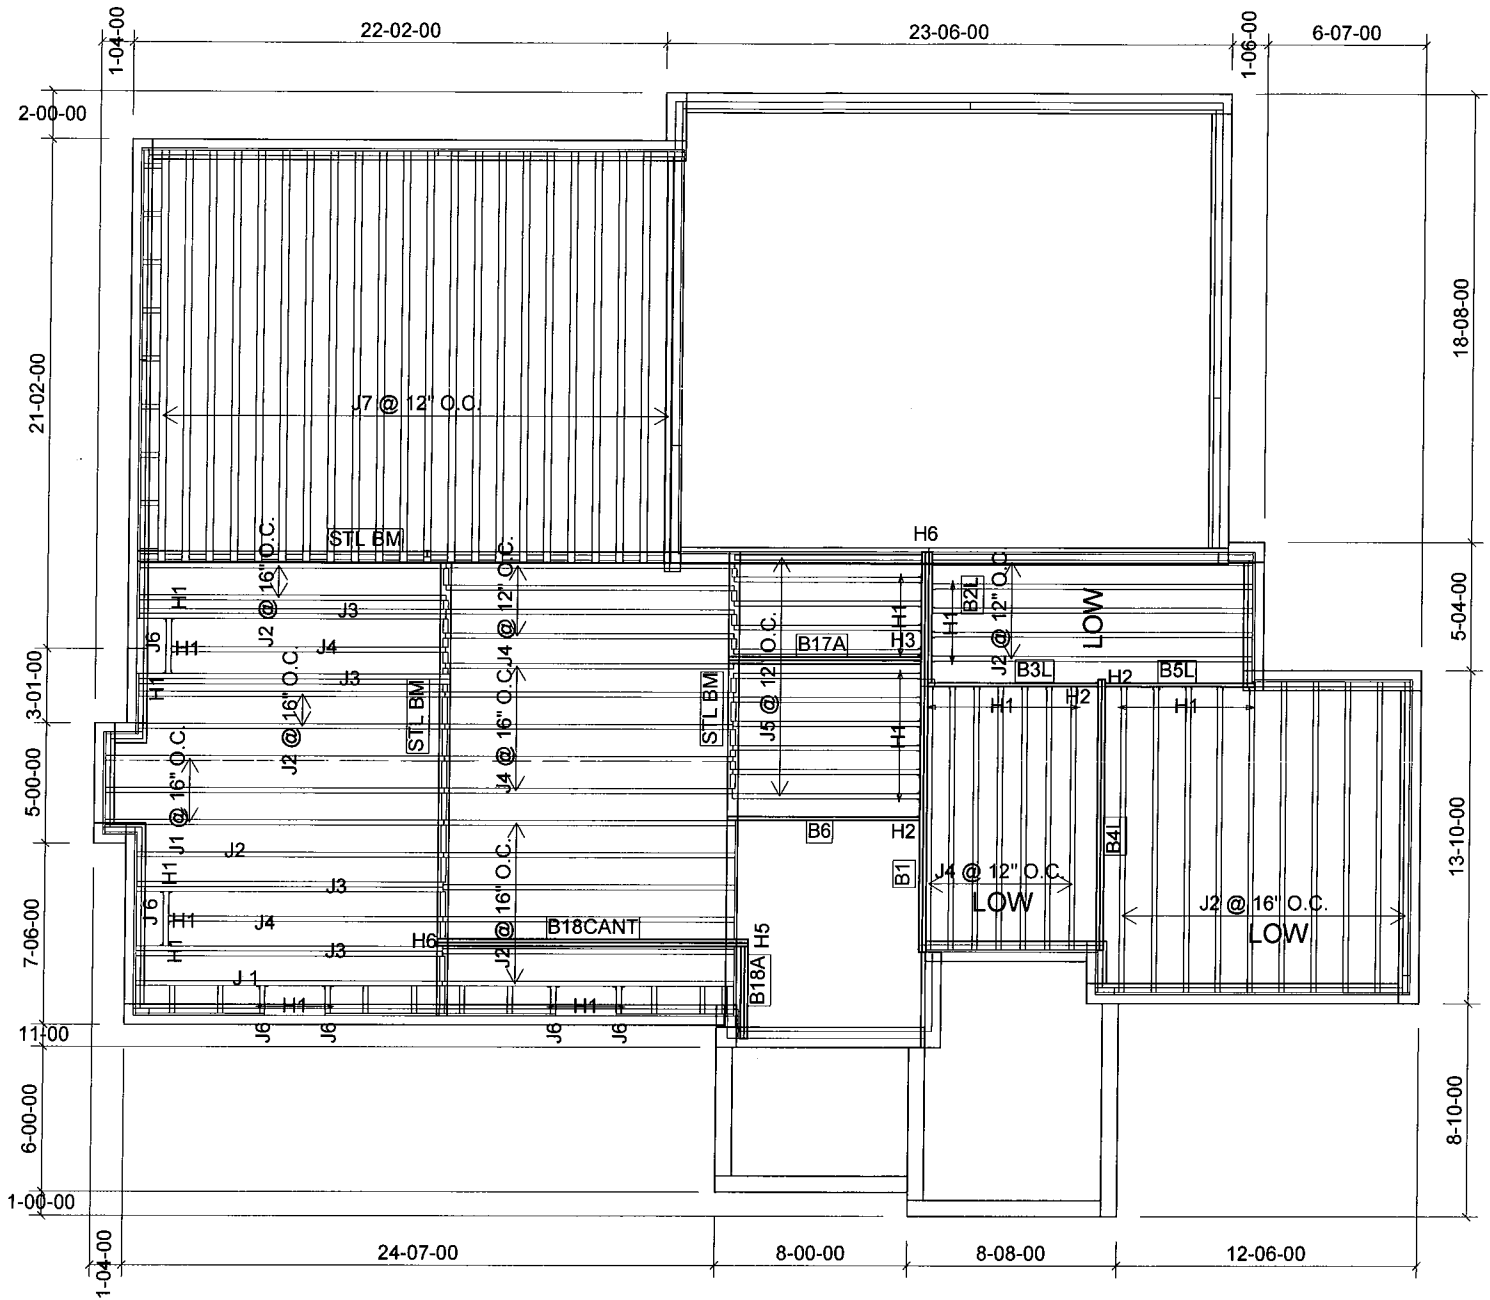 1-04-00
22-02-00
23-06-00
1-06-00
6-07-00
2-00-00
18-08-00
21-02-00
J7 @ 12" O.C.
STL BM
H6
J2 @ 16" O.C.
J4 @ 12" O.C.
J5 @ 12" O.C.
H1
B2L
H1
J2 @ 12" O.C.
LOW
5-04-00
H1
J3
J6
H1
J4
B17A
H3
B3L
H2
B5L
H1
J3
J2 @ 16" O.C.
STL BM
J4 @ 16" O.C.
STL BM
H1
H1
H2
H1
3-01-00
5-00-00
J1 @ 16" O.C.
B6
H2
B4L
13-10-00
J2
H1
J3
J2 @ 16" O.C.
B1
J4 @ 12" O.C.
LOW
J2 @ 16" O.C.
LOW
7-06-00
J 6
H1
J4
B18CANT
H6
H5
H1
J3
J 1
B18A
H1
H1
J6
J6
J6
J6
11-00
6-00-00
8-10-00
1-00-00
1-04-00
24-07-00
8-00-00
8-08-00
12-06-00